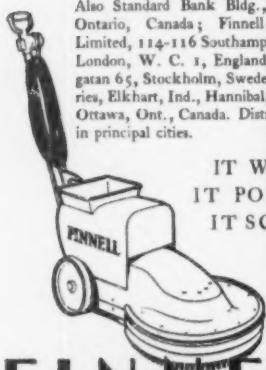 Also Standard Bank Bldg.,
Ontario, Canada; Finnell
Limited, 114-116 Southamp
London, W. C. 1, England
gatan 65, Stockholm, Swede
ries, Elkhart, Ind., Hannibal
Ottawa, Ont., Canada. Dist
in principal cities.
IT W
IT PO
IT SC
FINNELL